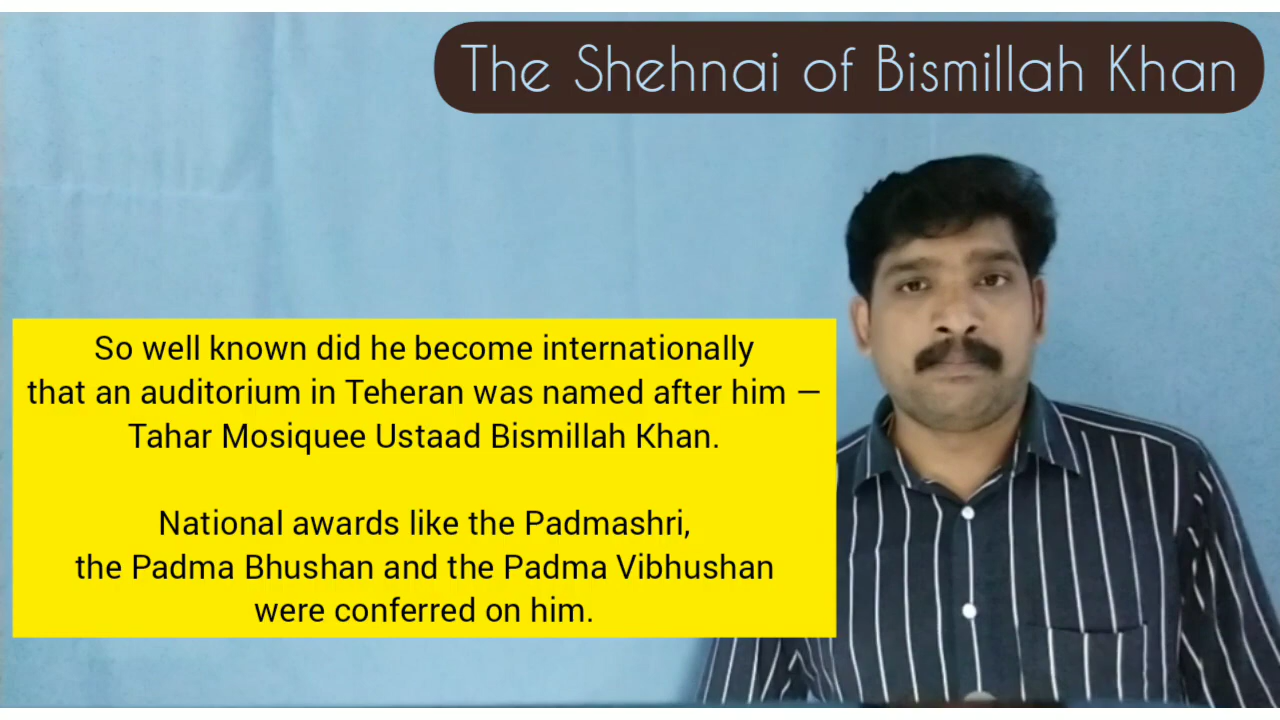 The Shehnai of Bismillah Khan
So well known did he become internationally
that an auditorium in Teheran was named after him —
Tahar Mosiquee Ustaad Bismillah Khan.
National awards like the Padmashri,
the Padma Bhushan and the Padma Vibhushan
were conferred on him.